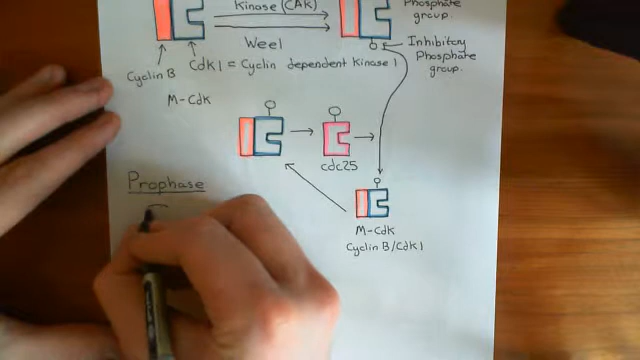 Kinase (CAK)
Phosphate
group.
Wee1
Inhibitory
Phosphate
group.
Cyclin B
Cdk1 = Cyclin dependent kinase 1
M-Cdk
cdc25
Prophase
M-Cdk
Cyclin B/Cdk1